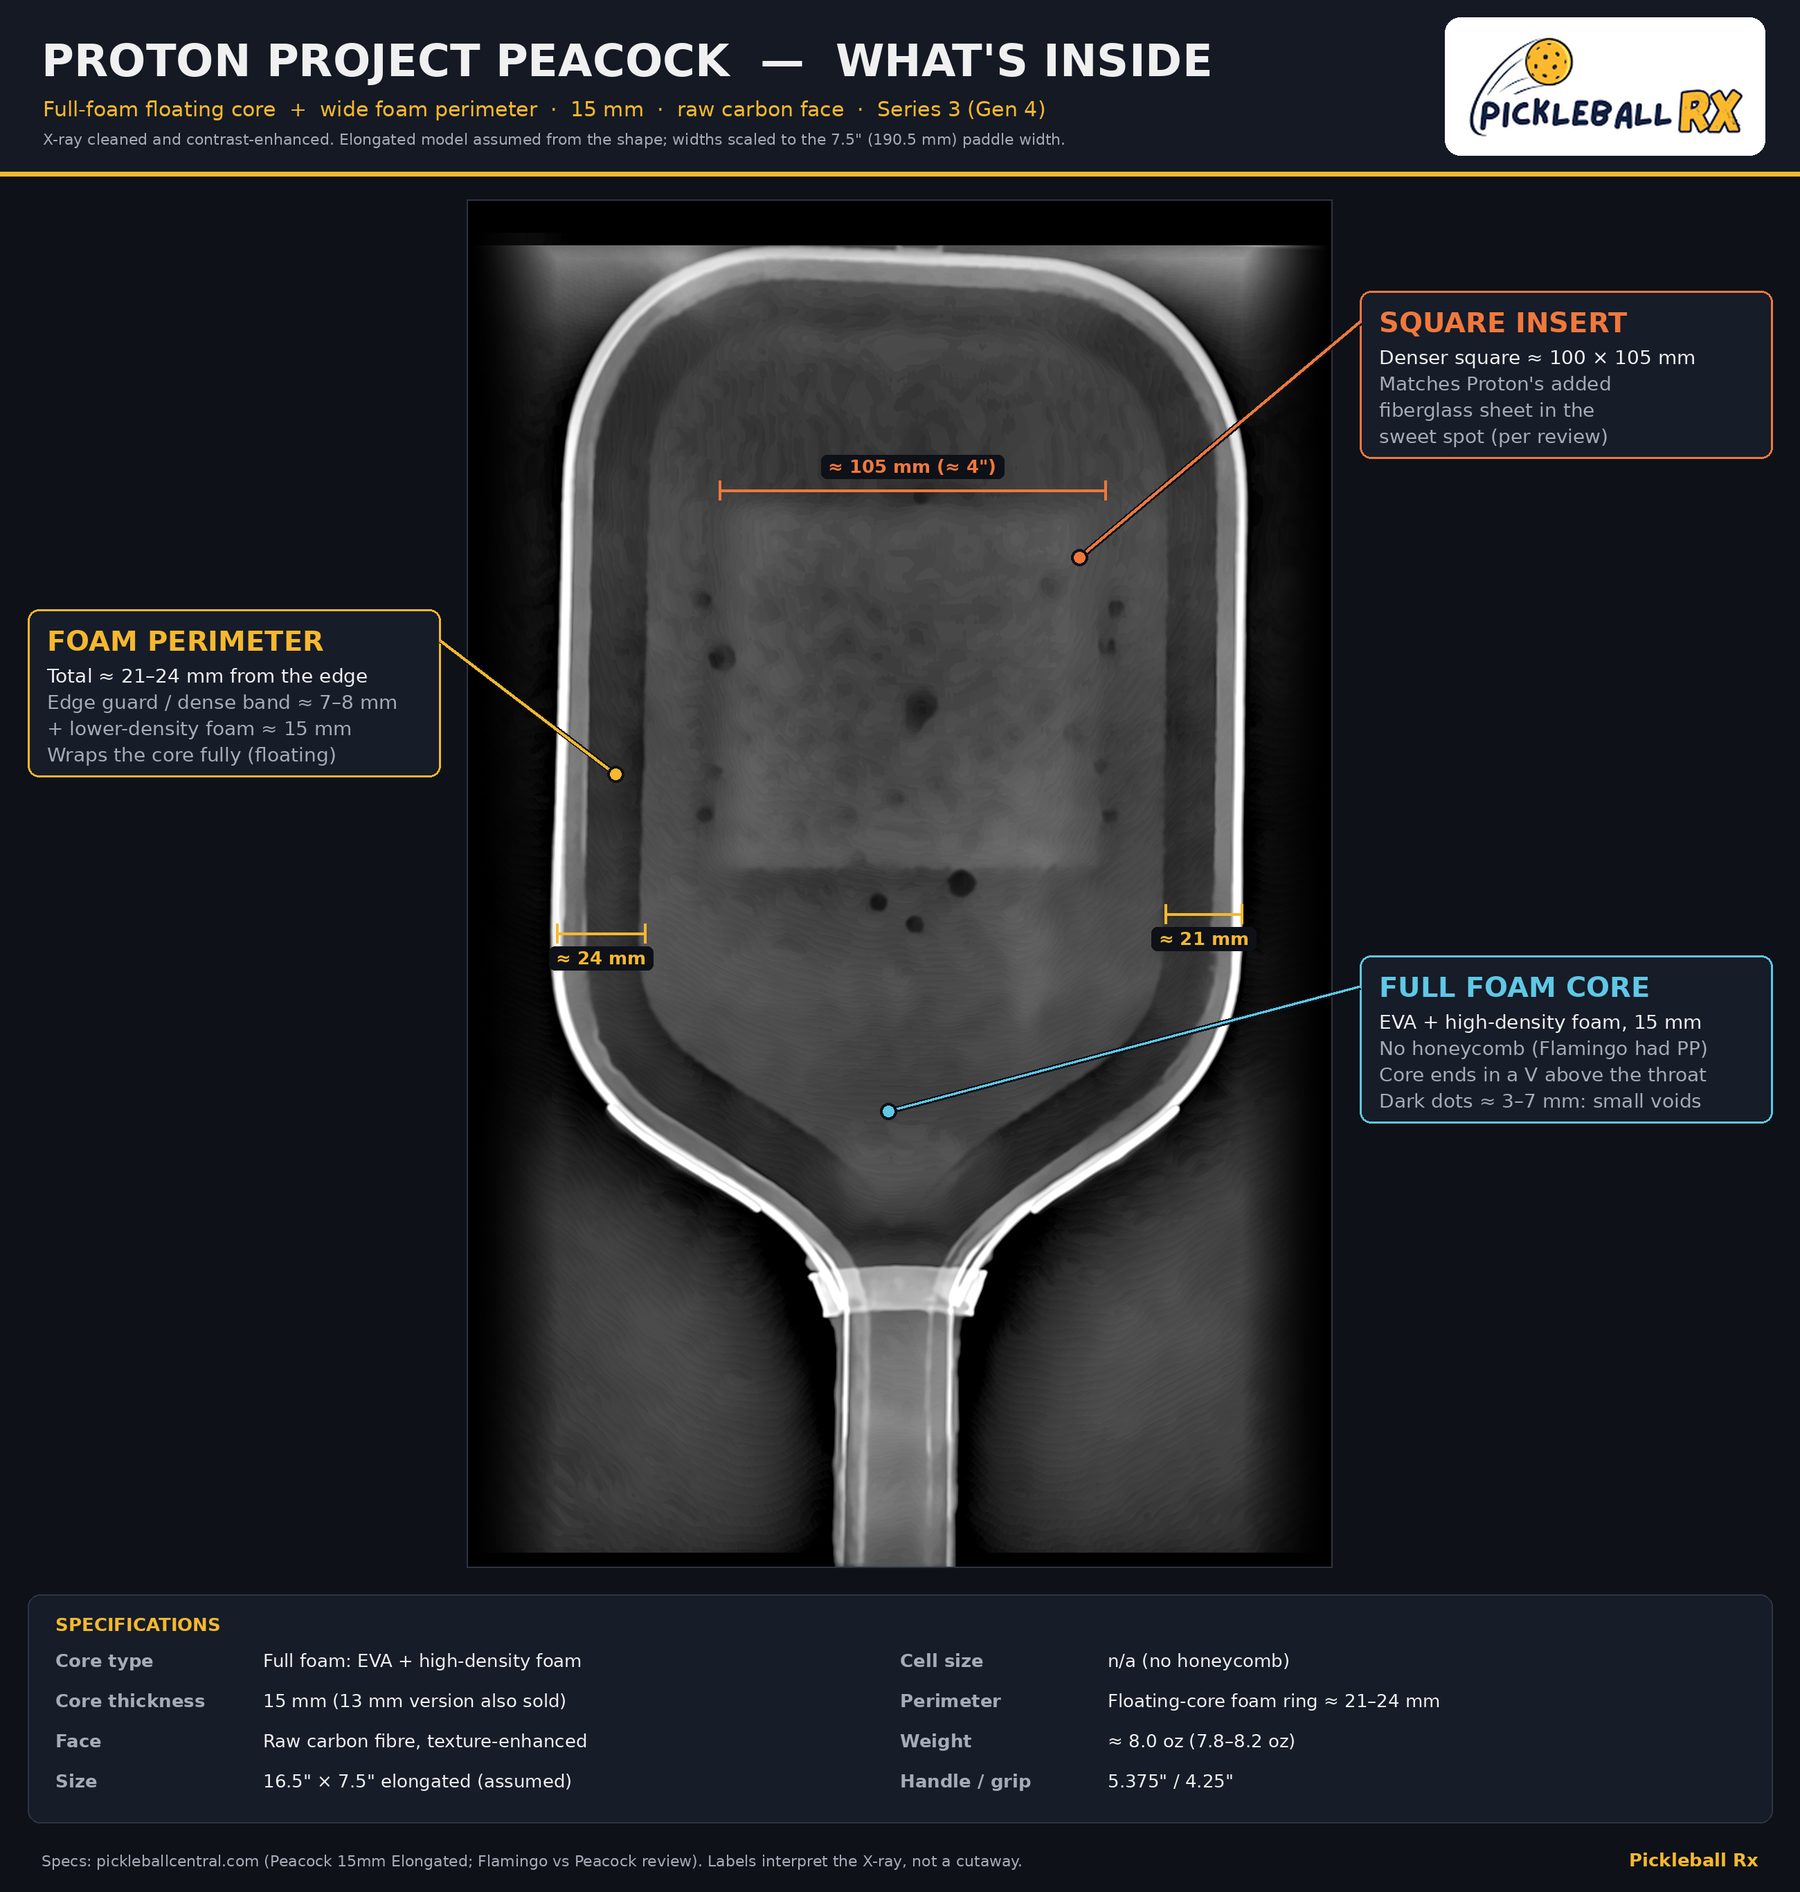 PROTON PROJECT PEACOCK — WHAT'S INSIDE
Full-foam floating core + wide foam perimeter · 15 mm · raw carbon face · Series 3 (Gen 4)
X-ray cleaned and contrast-enhanced. Elongated model assumed from the shape; widths scaled to the 7.5" (190.5 mm) paddle width.
PICKLEBALL RX
SQUARE INSERT
Denser square ≈ 100 × 105 mm
Matches Proton's added
fiberglass sheet in the
sweet spot (per review)
≈ 105 mm (≈ 4")
FOAM PERIMETER
Total ≈ 21–24 mm from the edge
Edge guard / dense band ≈ 7–8 mm
+ lower-density foam ≈ 15 mm
Wraps the core fully (floating)
≈ 24 mm
≈ 21 mm
FULL FOAM CORE
EVA + high-density foam, 15 mm
No honeycomb (Flamingo had PP)
Core ends in a V above the throat
Dark dots ≈ 3–7 mm: small voids
SPECIFICATIONS
Core type Full foam: EVA + high-density foam
Core thickness 15 mm (13 mm version also sold)
Face Raw carbon fibre, texture-enhanced
Size 16.5" × 7.5" elongated (assumed)
Cell size n/a (no honeycomb)
Perimeter Floating-core foam ring ≈ 21–24 mm
Weight ≈ 8.0 oz (7.8–8.2 oz)
Handle / grip 5.375" / 4.25"
Specs: pickleballcentral.com (Peacock 15mm Elongated; Flamingo vs Peacock review). Labels interpret the X-ray, not a cutaway.
Pickleball Rx